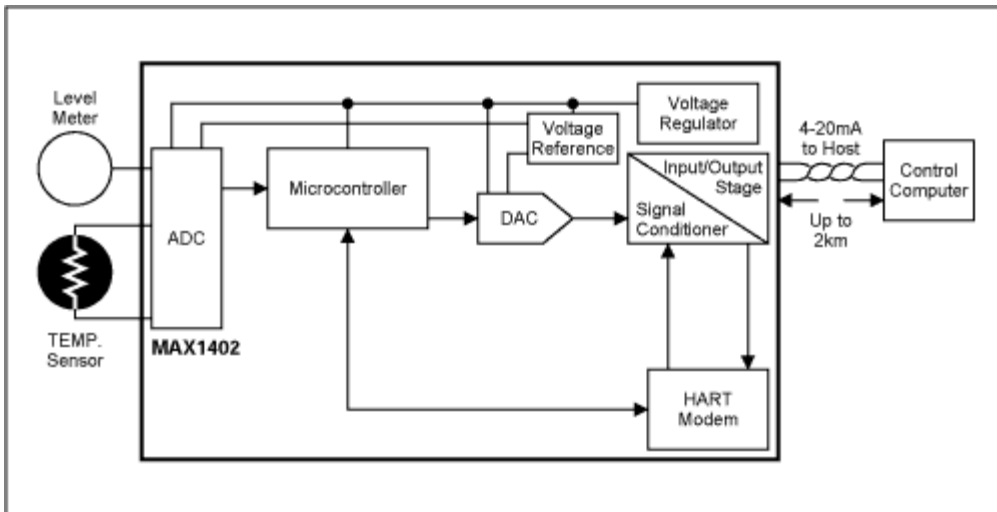 Level
Meter
TEMP.
Sensor
ADC
MAX1402
Microcontroller
DAC
Voltage
Reference
Voltage
Regulator
Input/Output
Stage
Signal
Conditioner
HART
Modem
4-20mA
to Host
Up to
2km
Control
Computer